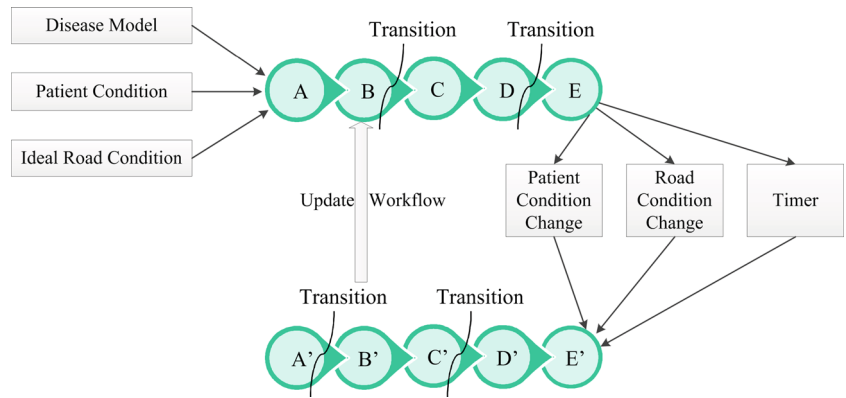 Disease Model
Patient Condition
Ideal Road Condition
Transition
Transition
A
B
C
D
E
Update Workflow
Patient
Condition
Change
Road
Condition
Change
Timer
Transition
Transition
A’
B’
C’
D’
E’